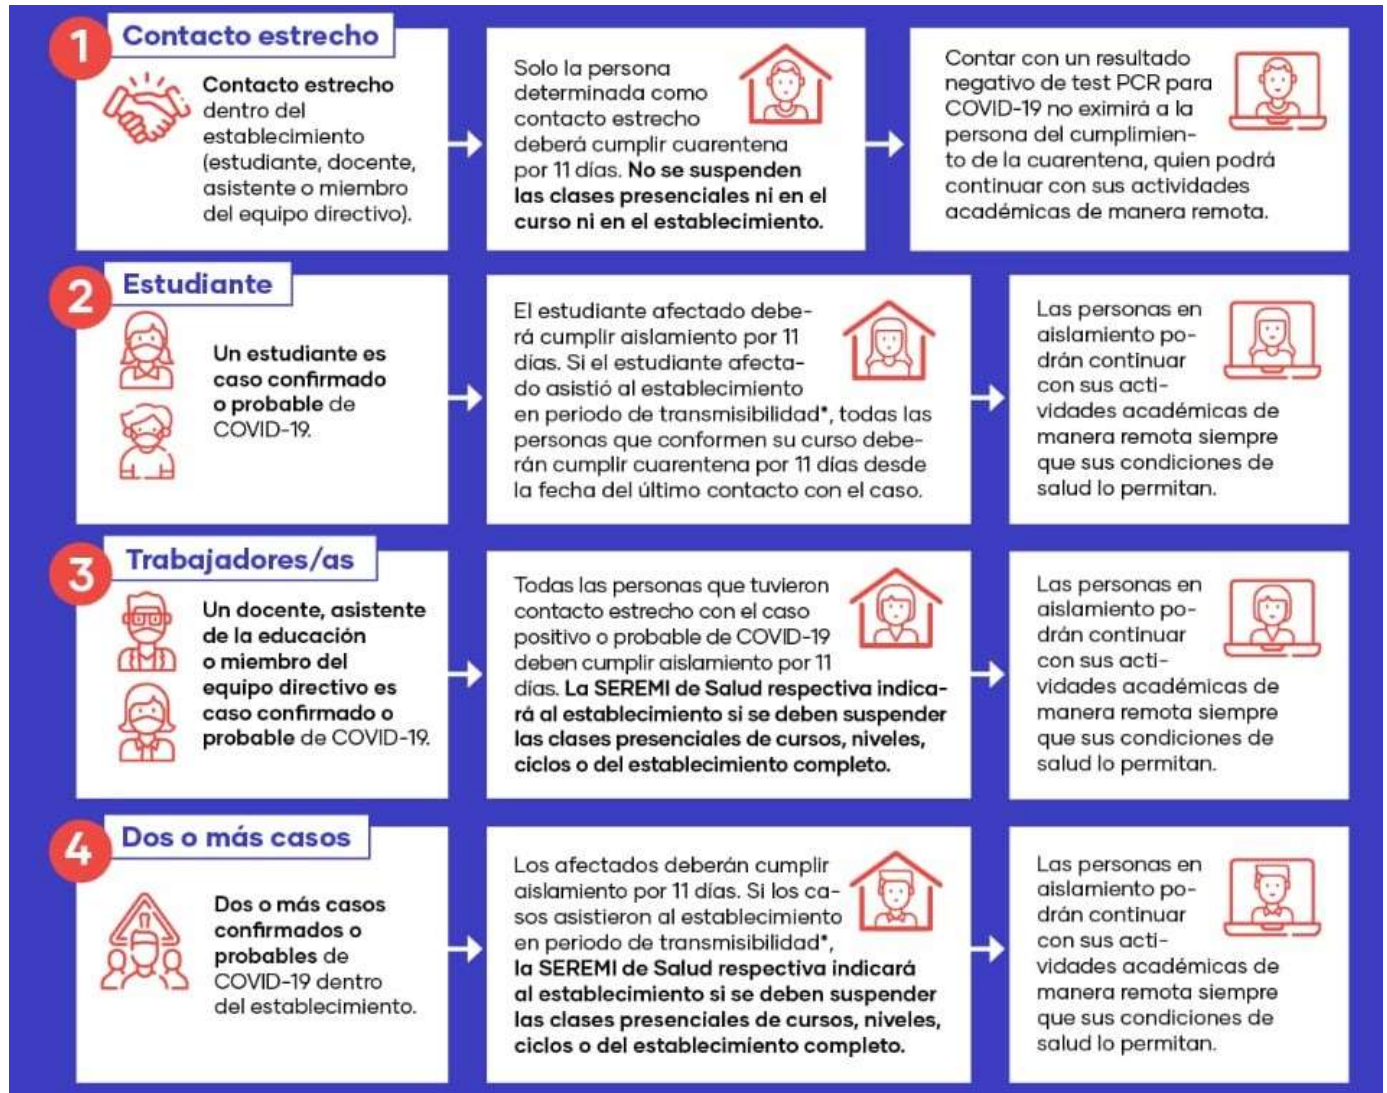 1
Contacto estrecho
Contacto estrecho
dentro del
establecimiento
(estudiante, docente,
asistente o miembro
del equipo directivo).
Solo la persona
determinada como
contacto estrecho
deberá cumplir cuarentena
por 11 días. No se suspenden
las clases presenciales ni en el
curso ni en el establecimiento.
Contar con un resultado
negativo de test PCR para
COVID-19 no eximirá a la
persona del cumplimien-
to de la cuarentena, quien podrá
continuar con sus actividades
académicas de manera remota.
2
Estudiante
Un estudiante es
caso confirmado
o probable de
COVID-19.
El estudiante afectado debe-
rá cumplir aislamiento por 11
días. Si el estudiante afecta-
do asistió al establecimiento
en periodo de transmisibilidad*, todas las
personas que conformen su curso debe-
rán cumplir cuarentena por 11 días desde
la fecha del último contacto con el caso.
Las personas en
aislamiento po-
drán continuar
con sus acti-
vidades académicas de
manera remota siempre
que sus condiciones de
salud lo permitan.
3
Trabajadores/as
Un docente, asistente
de la educación
o miembro del
equipo directivo es
caso confirmado o
probable de COVID-19.
Todas las personas que tuvieron
contacto estrecho con el caso
positivo o probable de COVID-19
deben cumplir aislamiento por 11
días. La SEREMI de Salud respectiva indica-
rá al establecimiento si se deben suspender
las clases presenciales de cursos, niveles,
ciclos o del establecimiento completo.
Las personas en
aislamiento po-
drán continuar
con sus acti-
vidades académicas de
manera remota siempre
que sus condiciones de
salud lo permitan.
4
Dos o más casos
Dos o más casos
confirmados o
probables de
COVID-19 dentro
del establecimiento.
Los afectados deberán cumplir
aislamiento por 11 días. Si los ca-
sos asistieron al establecimiento
en periodo de transmisibilidad*,
la SEREMI de Salud respectiva indicará
al establecimiento si se deben suspender
las clases presenciales de cursos, niveles,
ciclos o del establecimiento completo.
Las personas en
aislamiento po-
drán continuar
con sus acti-
vidades académicas de
manera remota siempre
que sus condiciones de
salud lo permitan.